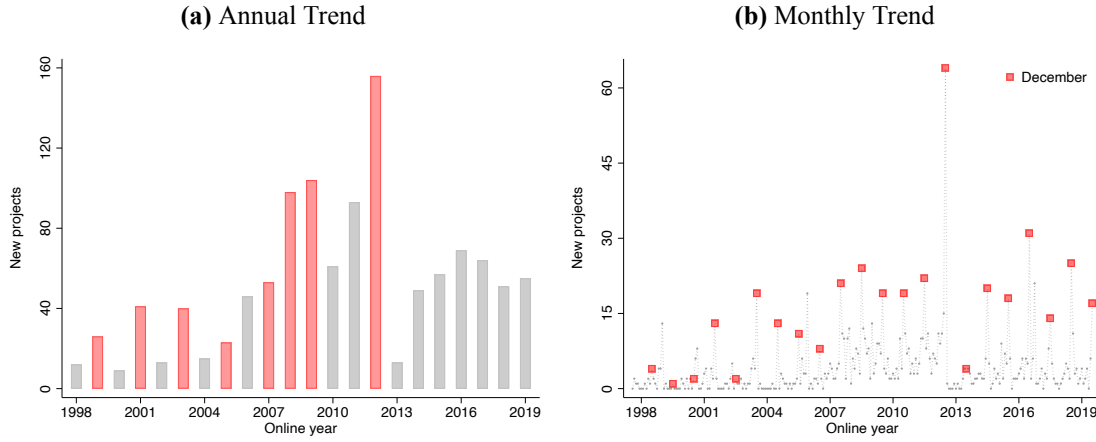 (a) Annual Trend
160
120
80
40
0
New projects
1998 2001 2004 2007 2010 2013 2016 2019
Online year
(b) Monthly Trend
December
60
45
30
15
0
New projects
1998 2001 2004 2007 2010 2013 2016 2019
Online year